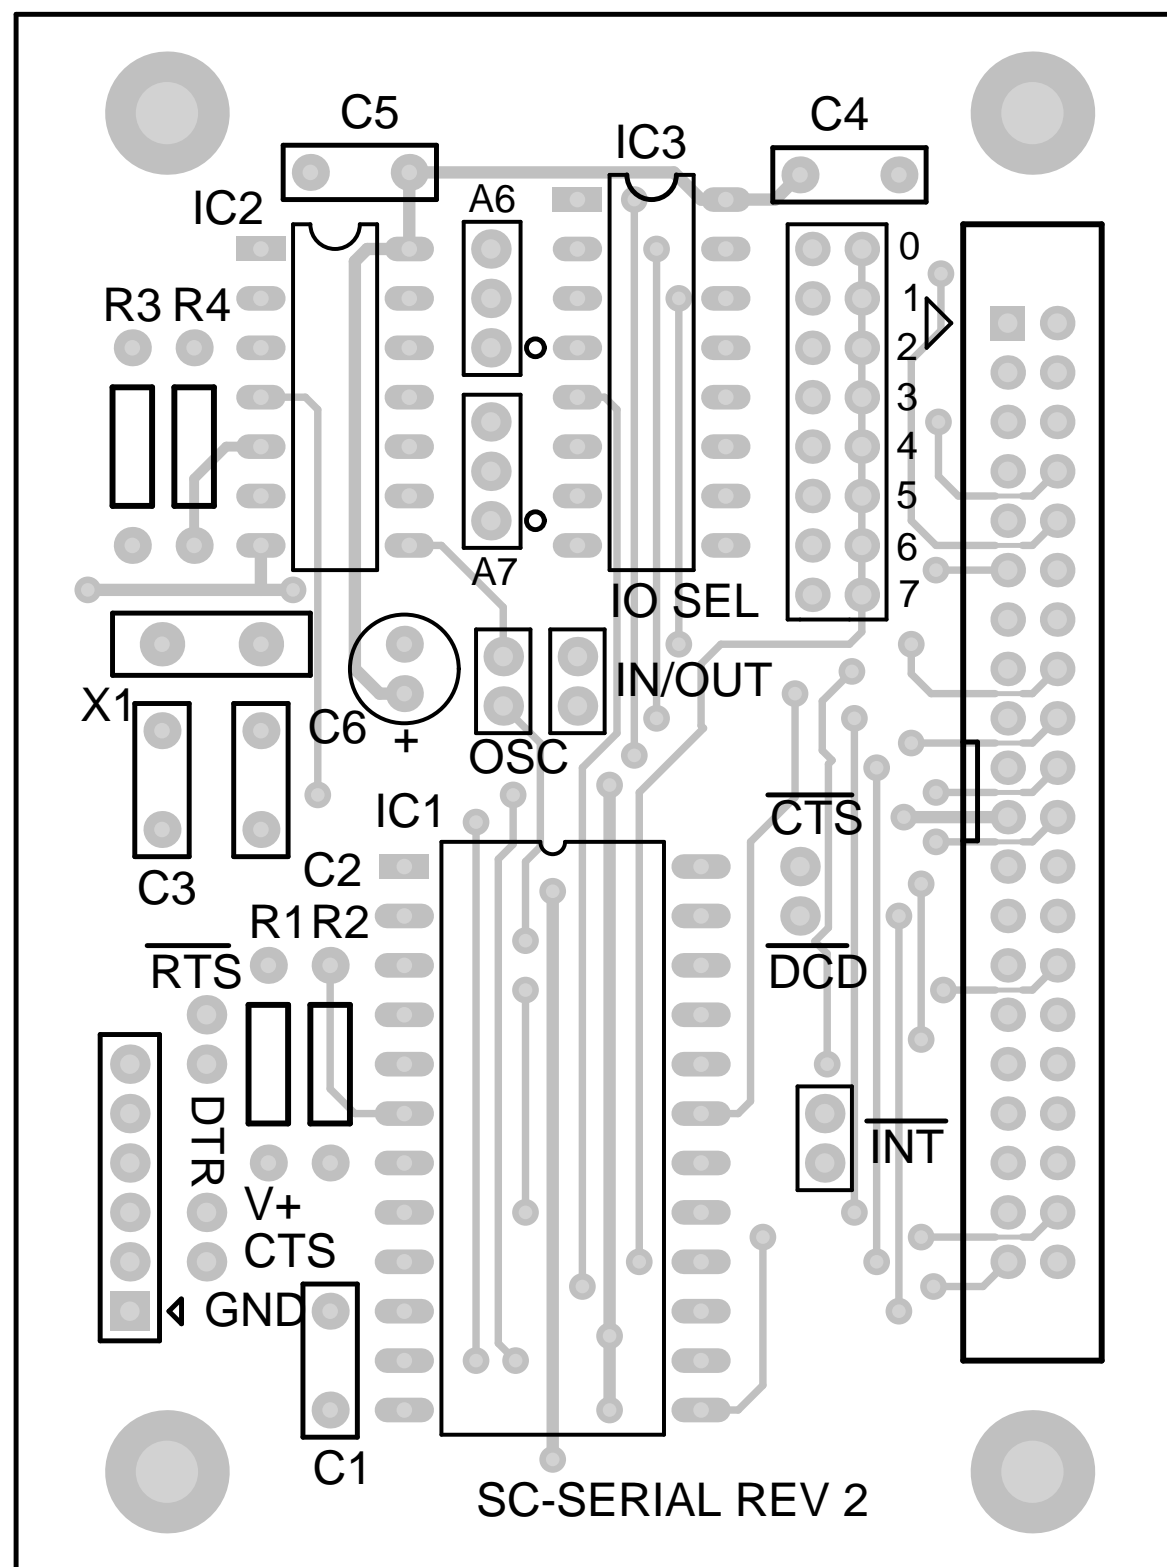 C5
C4
IC3
IC2
A6
0
1
R3 R4
2
3
4
5
6
A7
7
IO SEL
IN/OUT
X1
C6
+
OSC
IC1
CTS
C3
C2
R1 R2
RTS
DCD
DTR
INT
V+
CTS
GND
C1
SC-SERIAL REV 2